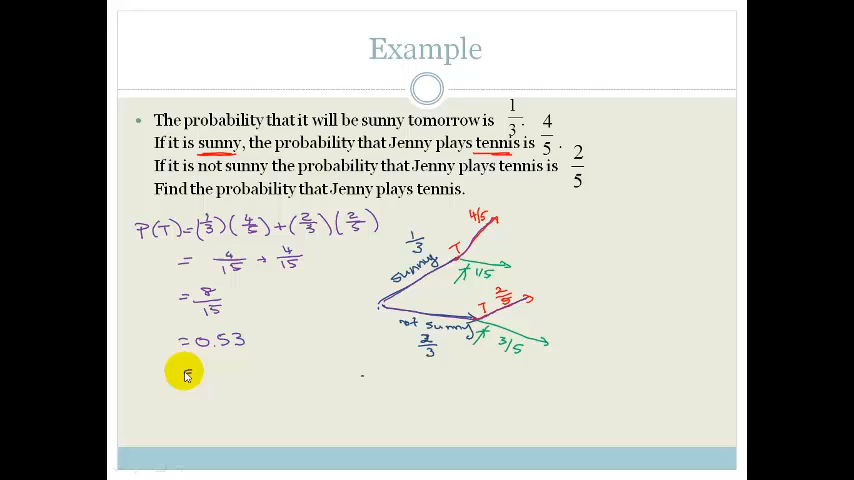 Example
The probability that it will be sunny tomorrow is 1/3.
If it is sunny, the probability that Jenny plays tennis is 4/5.
If it is not sunny the probability that Jenny plays tennis is 2/5
Find the probability that Jenny plays tennis.
P(T)=(1/3)(4/5)+(2/3)(2/5)
= 4/15 + 4/15
= 8/15
= 0.53
=
4/5
1/3
T
sunny
1/5
2/5
T
not sunny
2/3
3/5